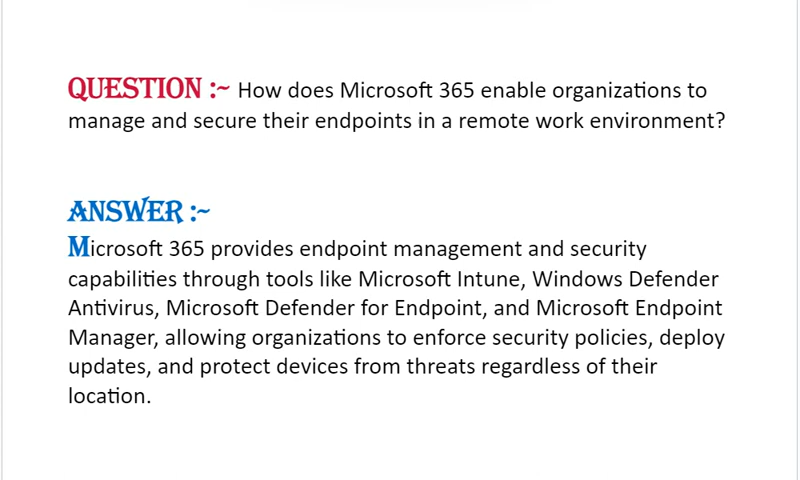 QUESTION :~ How does Microsoft 365 enable organizations to
manage and secure their endpoints in a remote work environment?
ANSWER :~
Microsoft 365 provides endpoint management and security
capabilities through tools like Microsoft Intune, Windows Defender
Antivirus, Microsoft Defender for Endpoint, and Microsoft Endpoint
Manager, allowing organizations to enforce security policies, deploy
updates, and protect devices from threats regardless of their
location.